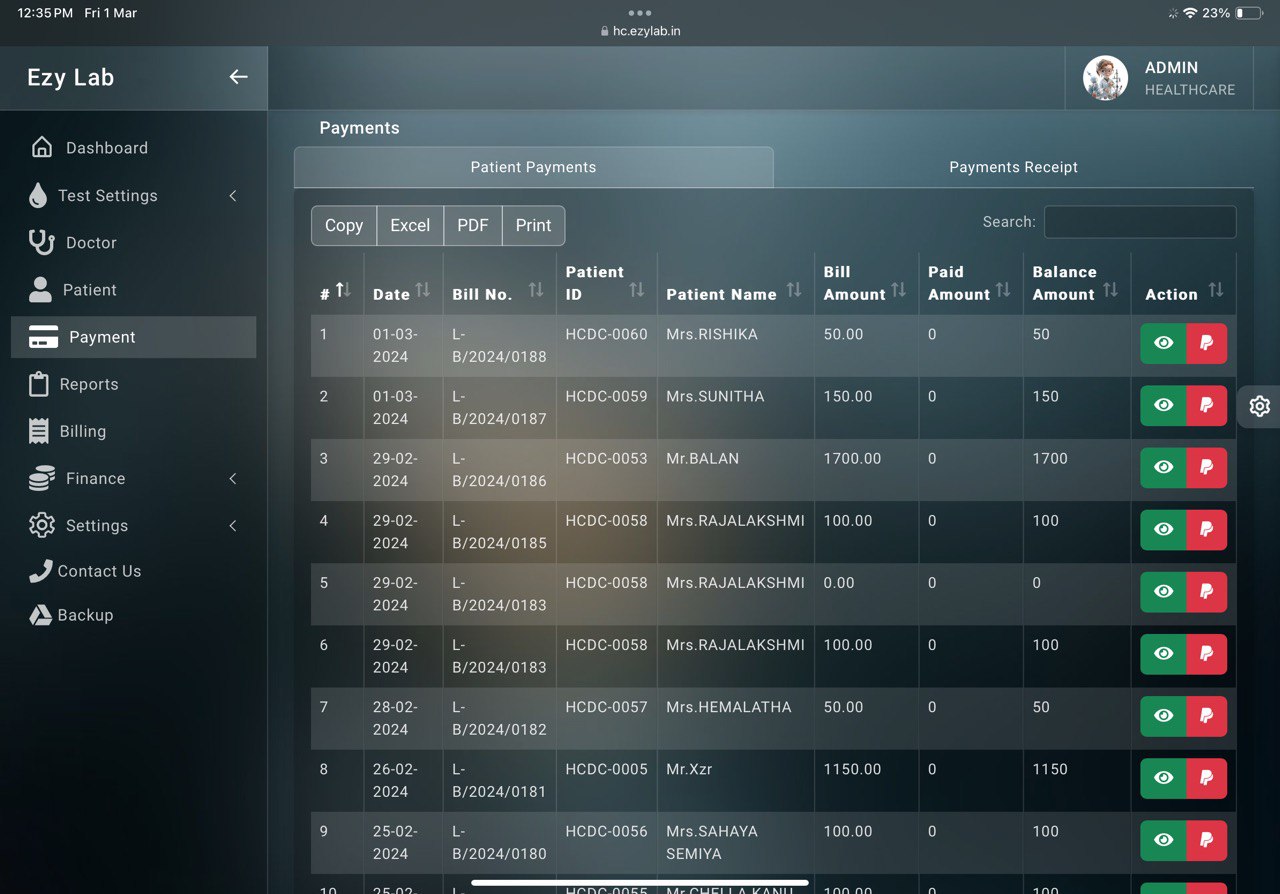 12:35 PM Fri 1 Mar
23%
hc.ezylab.in
Ezy Lab
ADMIN
HEALTHCARE
Dashboard
Test Settings
Doctor
Patient
Payment
Reports
Billing
Finance
Settings
Contact Us
Backup
Payments
Patient Payments Payments Receipt
Copy Excel PDF Print Search:
# Date Bill No. Patient ID Patient Name Bill Amount Paid Amount Balance Amount Action
1 01-03-2024 L-B/2024/0188 HCDC-0060 Mrs.RISHIKA 50.00 0 50
2 01-03-2024 L-B/2024/0187 HCDC-0059 Mrs.SUNITHA 150.00 0 150
3 29-02-2024 L-B/2024/0186 HCDC-0053 Mr.BALAN 1700.00 0 1700
4 29-02-2024 L-B/2024/0185 HCDC-0058 Mrs.RAJALAKSHMI 100.00 0 100
5 29-02-2024 L-B/2024/0183 HCDC-0058 Mrs.RAJALAKSHMI 0.00 0 0
6 29-02-2024 L-B/2024/0183 HCDC-0058 Mrs.RAJALAKSHMI 100.00 0 100
7 28-02-2024 L-B/2024/0182 HCDC-0057 Mrs.HEMALATHA 50.00 0 50
8 26-02-2024 L-B/2024/0181 HCDC-0005 Mr.Xzr 1150.00 0 1150
9 25-02-2024 L-B/2024/0180 HCDC-0056 Mrs.SAHAYA SEMIYA 100.00 0 100
10 25-02- L- HCDC-0055 100.00 0 100